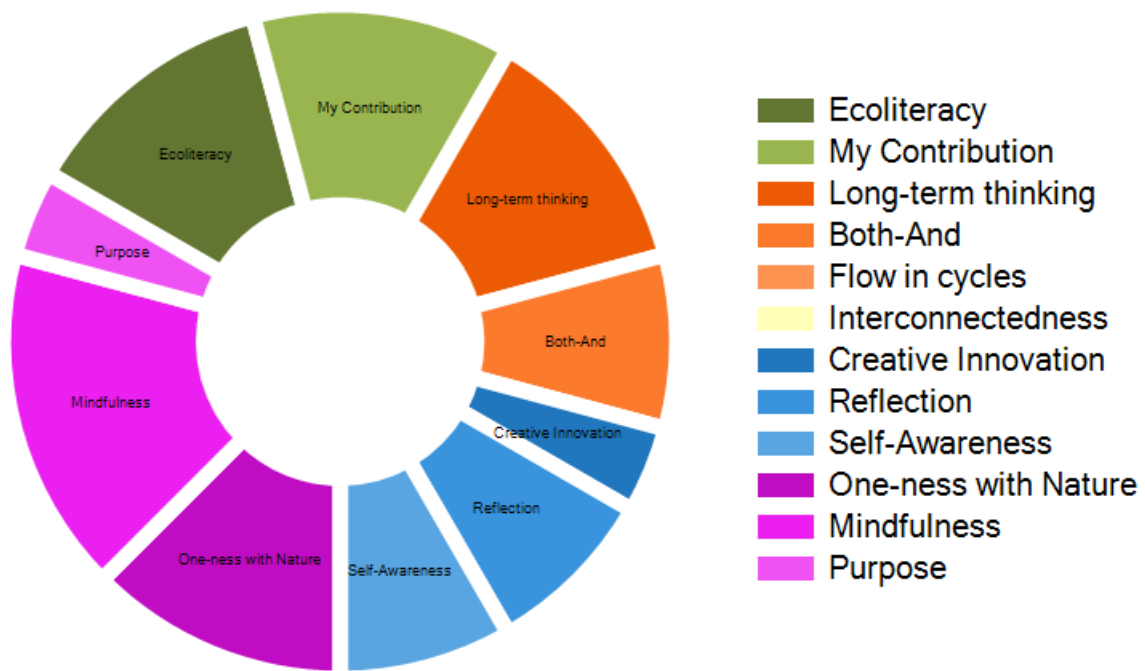 My Contribution
Ecoliteracy
Long-term thinking
Purpose
Both-And
Mindfulness
Creative Innovation
Reflection
One-ness with Nature
Self-Awareness
Ecoliteracy
My Contribution
Long-term thinking
Both-And
Flow in cycles
Interconnectedness
Creative Innovation
Reflection
Self-Awareness
One-ness with Nature
Mindfulness
Purpose